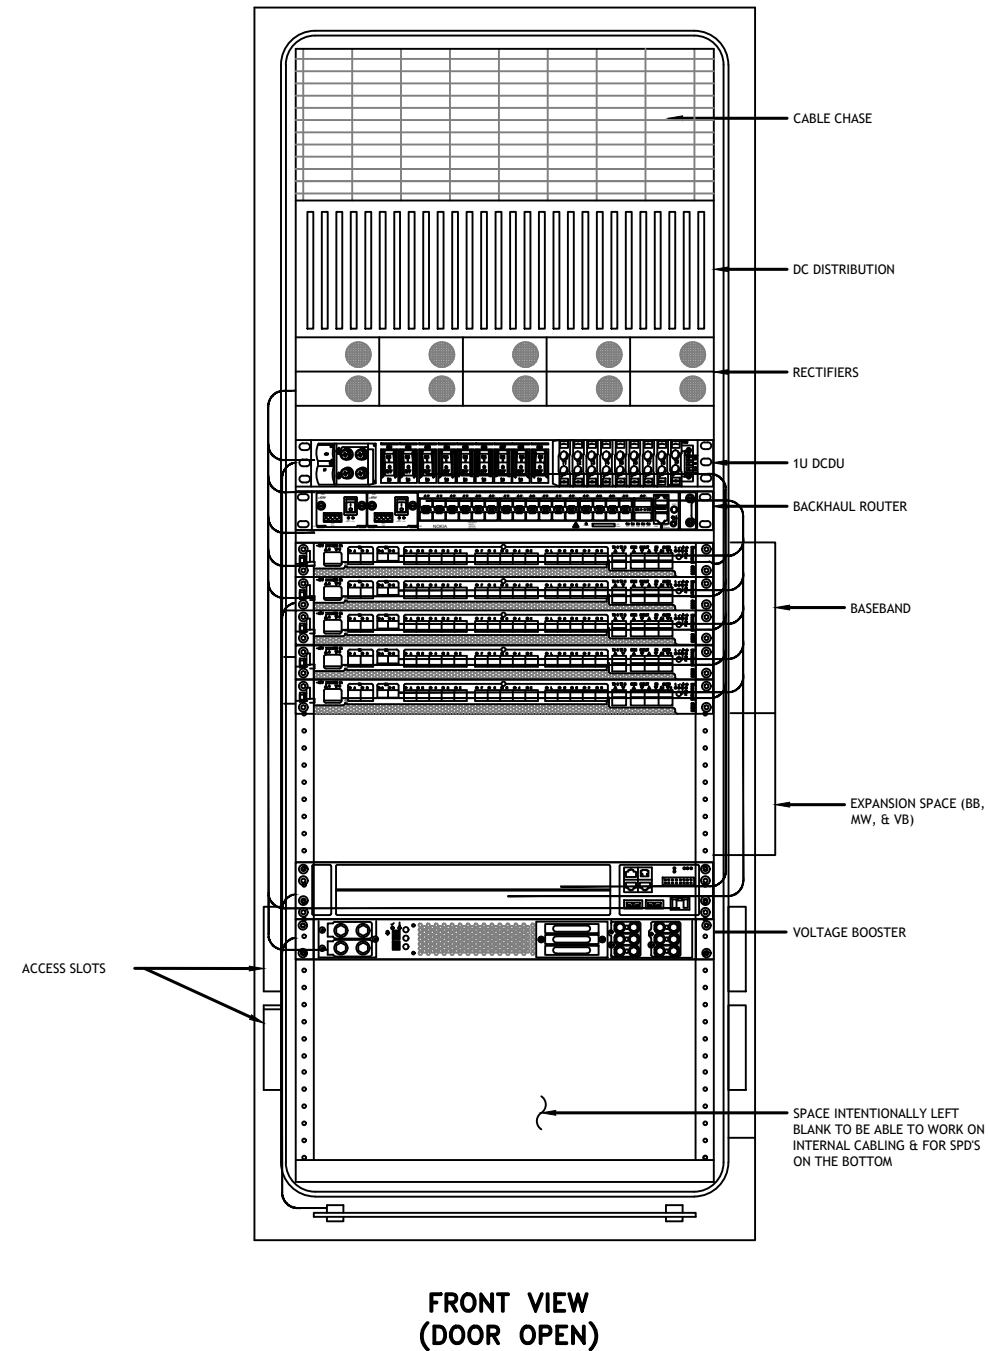 CABLE CHASE
DC DISTRIBUTION
RECTIFIERS
1U DCDU
BACKHAUL ROUTER
NOKIA
BASEBAND
EXPANSION SPACE (BB,
MW, & VB)
VOLTAGE BOOSTER
ACCESS SLOTS
SPACE INTENTIONALLY LEFT
BLANK TO BE ABLE TO WORK ON
INTERNAL CABLING & FOR SPD'S
ON THE BOTTOM
FRONT VIEW
(DOOR OPEN)